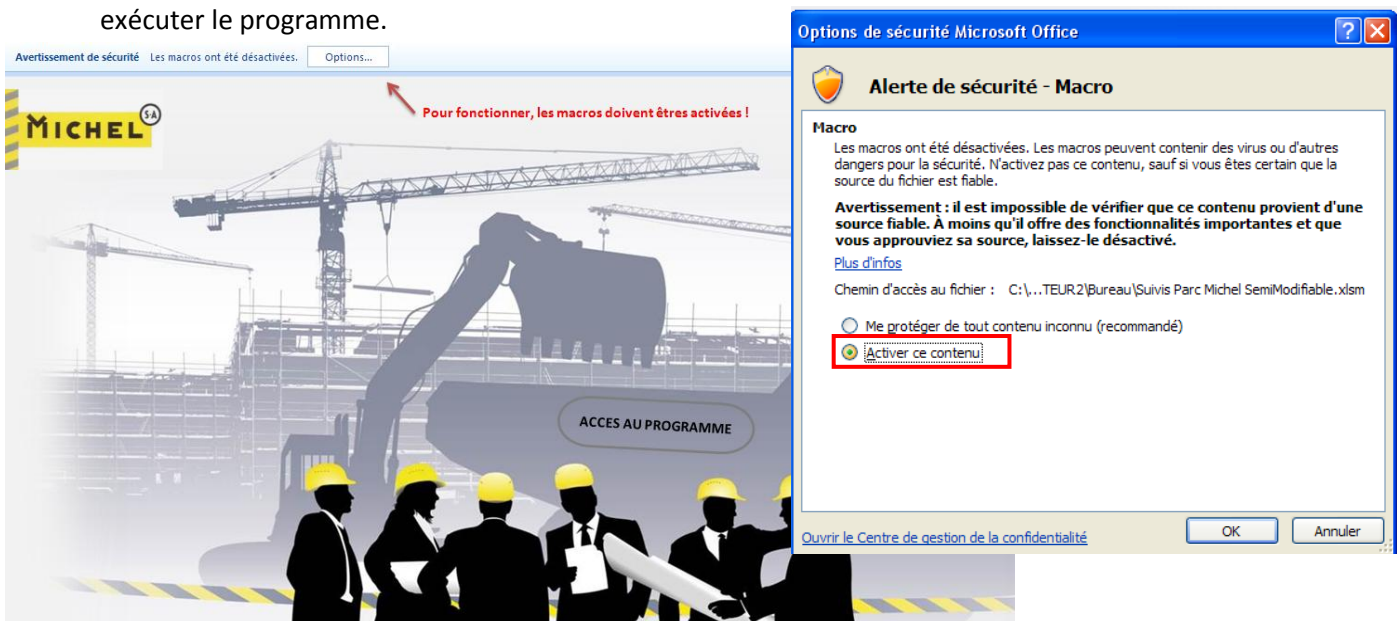 exécuter le programme.
Avertissement de sécurité Les macros ont été désactivées. Options...
Pour fonctionner, les macros doivent êtres activées !
MICHEL SA
ACCES AU PROGRAMME
Options de sécurité Microsoft Office
Alerte de sécurité - Macro
Macro
Les macros ont été désactivées. Les macros peuvent contenir des virus ou d'autres
dangers pour la sécurité. N'activez pas ce contenu, sauf si vous êtes certain que la
source du fichier est fiable.
Avertissement : il est impossible de vérifier que ce contenu provient d'une
source fiable. À moins qu'il offre des fonctionnalités importantes et que
vous approuviez sa source, laissez-le désactivé.
Plus d'infos
Chemin d'accès au fichier : C:\...TEUR2\Bureau\Suivis Parc Michel SemiModifiable.xlsm
Me protéger de tout contenu inconnu (recommandé)
Activer ce contenu
Ouvrir le Centre de gestion de la confidentialité
OK Annuler